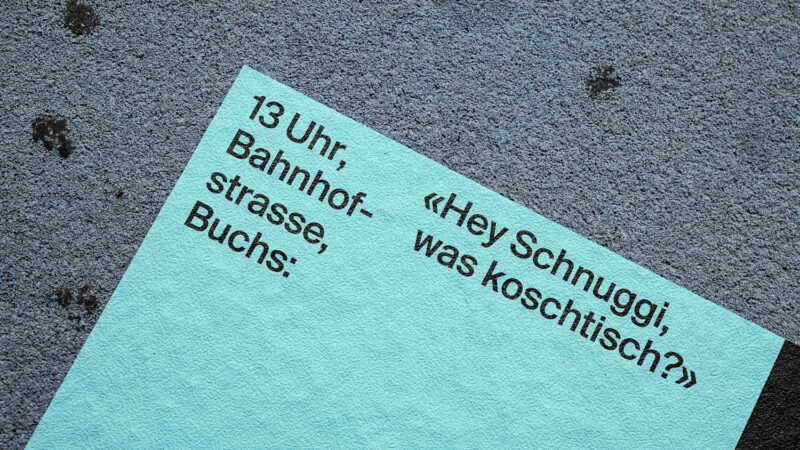 13 Uhr,
Bahnhof-
strasse,
Buchs:
«Hey Schnuggi,
was koschtisch?»